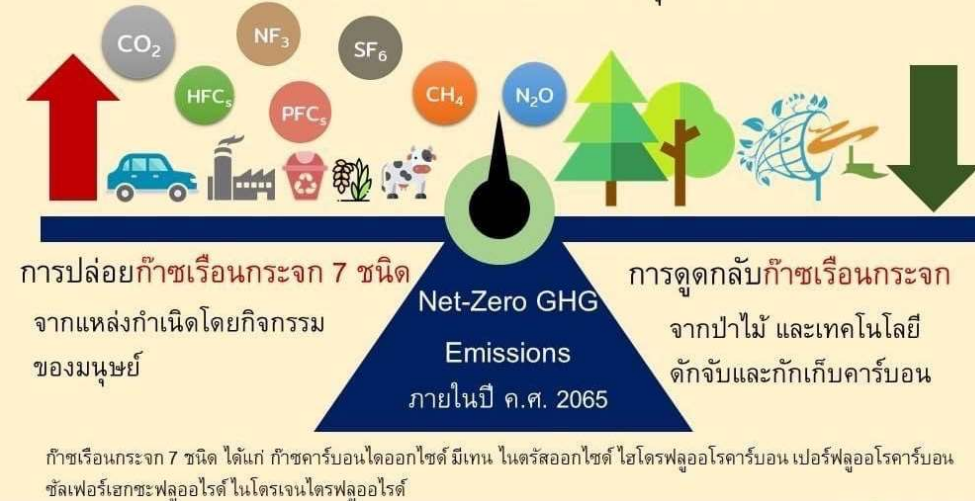 CO₂
NF₃
SF₆
HFCₛ
PFCₛ
CH₄
N₂O
การปล่อยก๊าซเรือนกระจก 7 ชนิด
จากแหล่งกำเนิดโดยกิจกรรม
ของมนุษย์
Net-Zero GHG
Emissions
ภายในปี ค.ศ. 2065
การดูดกลับก๊าซเรือนกระจก
จากป่าไม้ และเทคโนโลยี
ดักจับและกักเก็บคาร์บอน
ก๊าซเรือนกระจก 7 ชนิด ได้แก่ ก๊าซคาร์บอนไดออกไซด์ มีเทน ไนตรัสออกไซด์ ไฮโดรฟลูออโรคาร์บอน เปอร์ฟลูออโรคาร์บอน
ซัลเฟอร์เฮกซะฟลูออไรด์ ไนโตรเจนไตรฟลูออไรด์